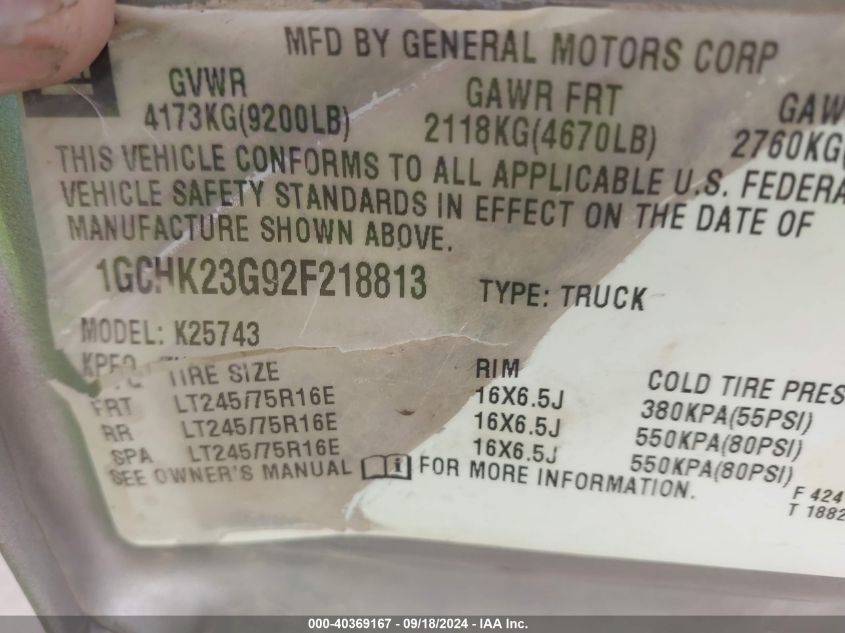 MFD BY GENERAL MOTORS CORP
GVWR GAWR FRT GAW
4173KG(9200LB) 2118KG(4670LB) 2760KG(
THIS VEHICLE CONFORMS TO ALL APPLICABLE U.S. FEDERA
VEHICLE SAFETY STANDARDS IN EFFECT ON THE DATE OF
MANUFACTURE SHOWN ABOVE.
1GCHK23G92F218813 TYPE: TRUCK
MODEL: K25743
TIRE SIZE RIM COLD TIRE PRES
FRT LT245/75R16E 16X6.5J 380KPA(55PSI)
RR LT245/75R16E 16X6.5J 550KPA(80PSI)
SPA LT245/75R16E 16X6.5J 550KPA(80PSI)
SEE OWNER'S MANUAL FOR MORE INFORMATION.
F 424
T 1882
000-40369167 - 09/18/2024 - IAA Inc.